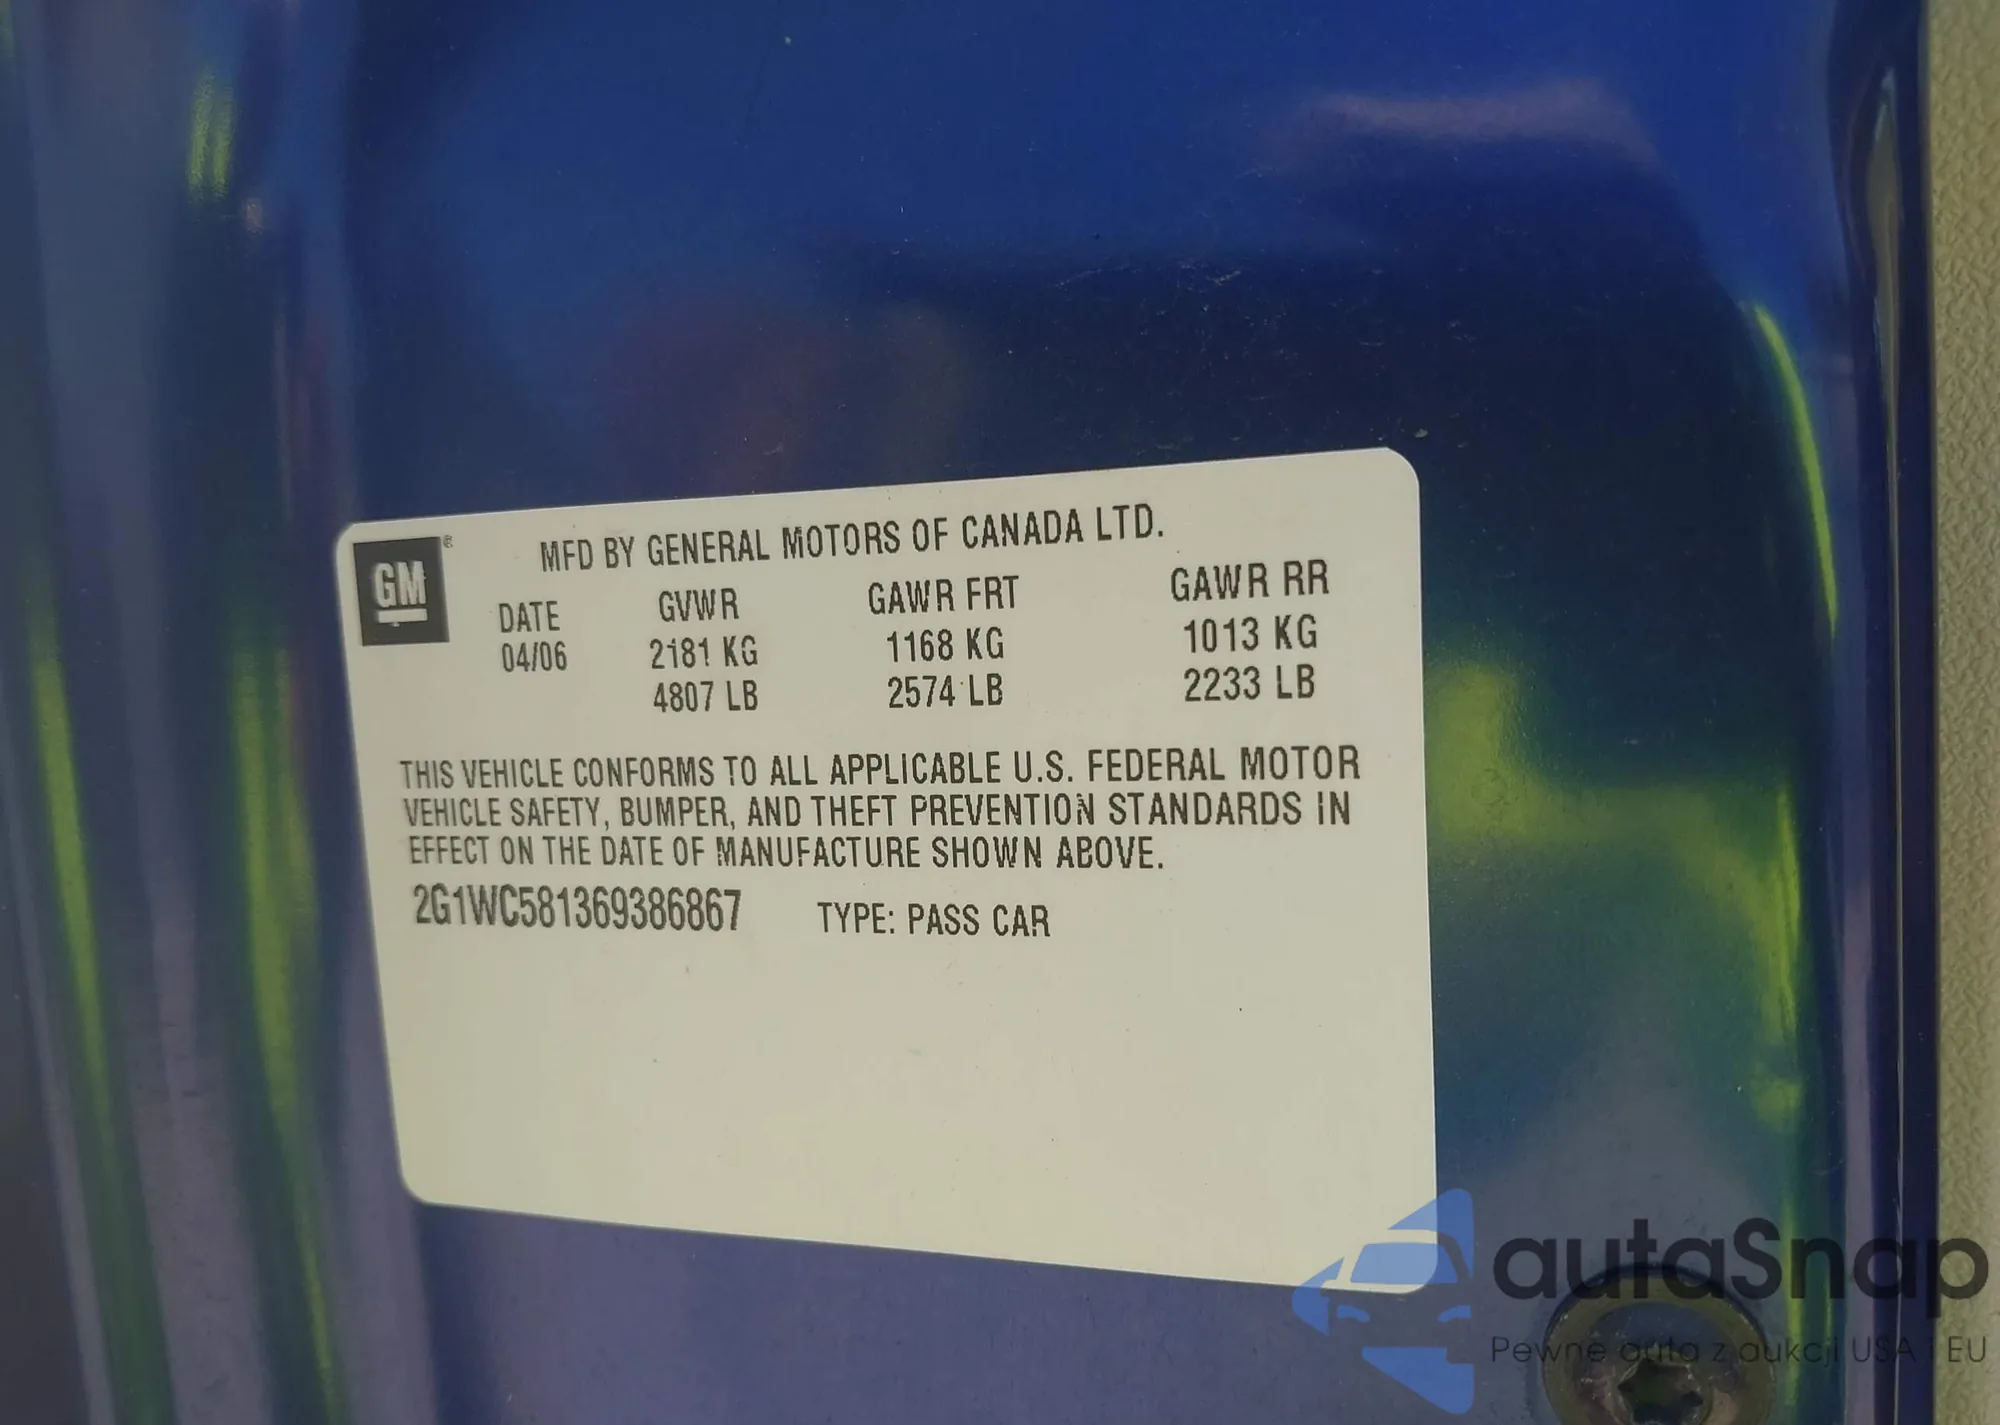 GM ®
MFD BY GENERAL MOTORS OF CANADA LTD.
DATE GVWR GAWR FRT GAWR RR
04/06 2181 KG 1168 KG 1013 KG
4807 LB 2574 LB 2233 LB
THIS VEHICLE CONFORMS TO ALL APPLICABLE U.S. FEDERAL MOTOR
VEHICLE SAFETY, BUMPER, AND THEFT PREVENTION STANDARDS IN
EFFECT ON THE DATE OF MANUFACTURE SHOWN ABOVE.
2G1WC581369386867 TYPE: PASS CAR
autaSnap
Pewne auta z aukcji USA i EU